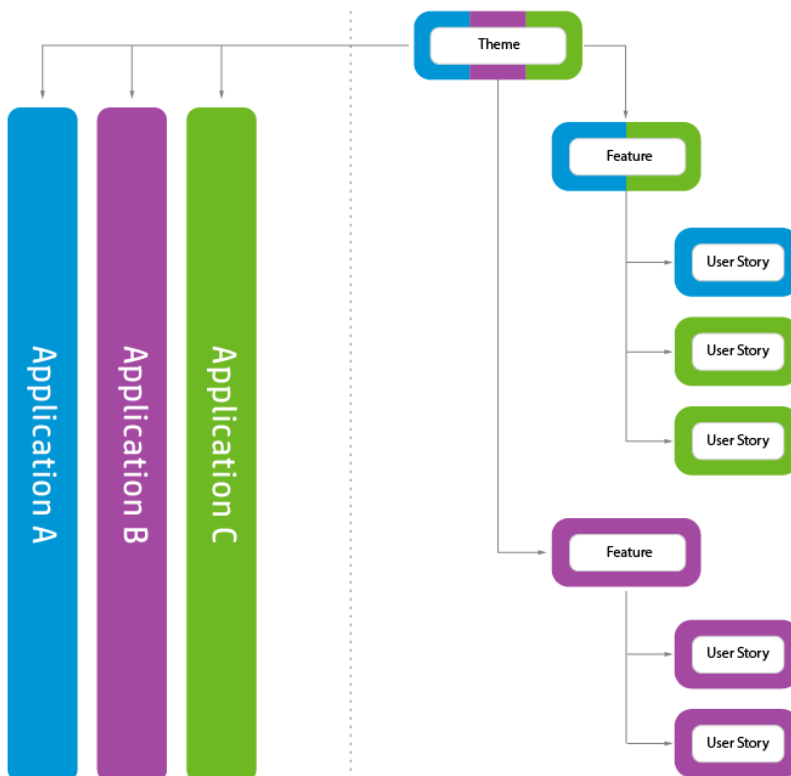 Theme
Feature
User Story
User Story
User Story
Feature
User Story
User Story
Application A
Application B
Application C